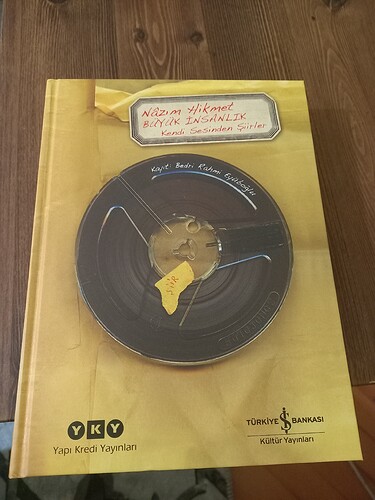 Nâzım Hikmet
BÜYÜK İNSANLIK
Kendi Sesinden Şiirler
Kayıt: Bedri Rahmi Eyüboğlu
ŞİİR
YKY
Yapı Kredi Yayınları
TÜRKİYE İŞ BANKASI
Kültür Yayınları